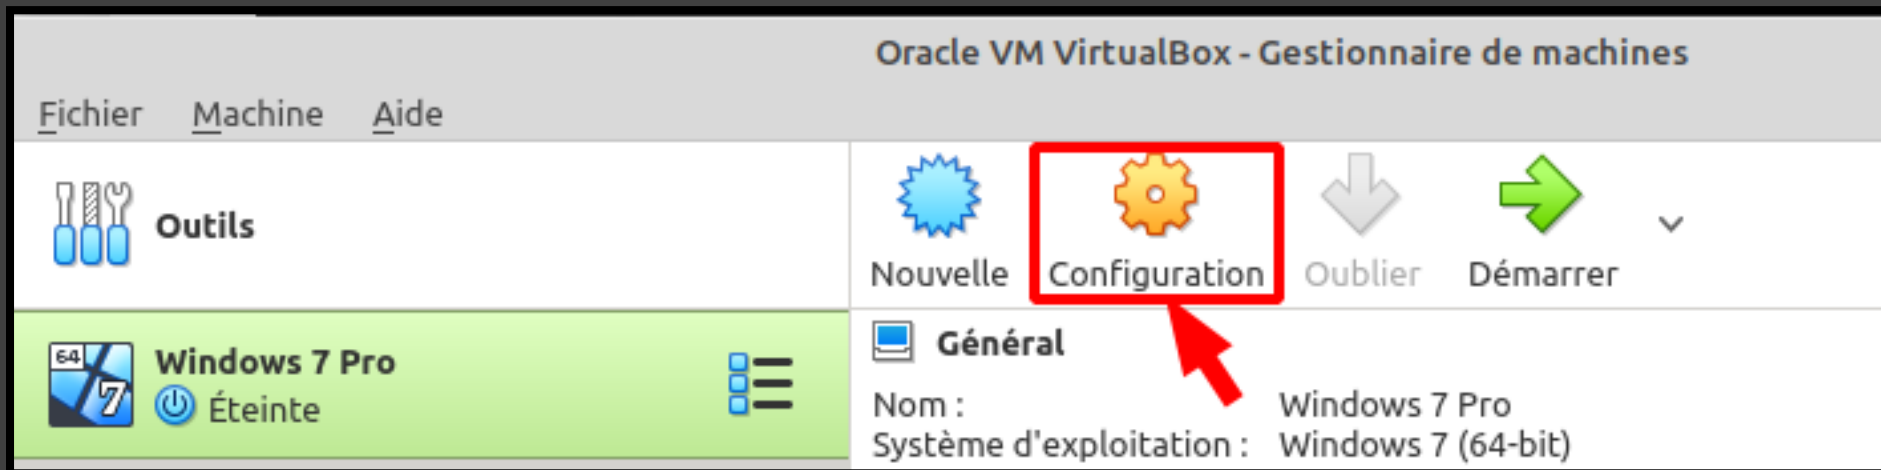 Oracle VM VirtualBox - Gestionnaire de machines
Fichier Machine Aide
Outils
Nouvelle Configuration Oublier Démarrer
64
7
Windows 7 Pro
Éteinte
Général
Nom : Windows 7 Pro
Système d'exploitation : Windows 7 (64-bit)